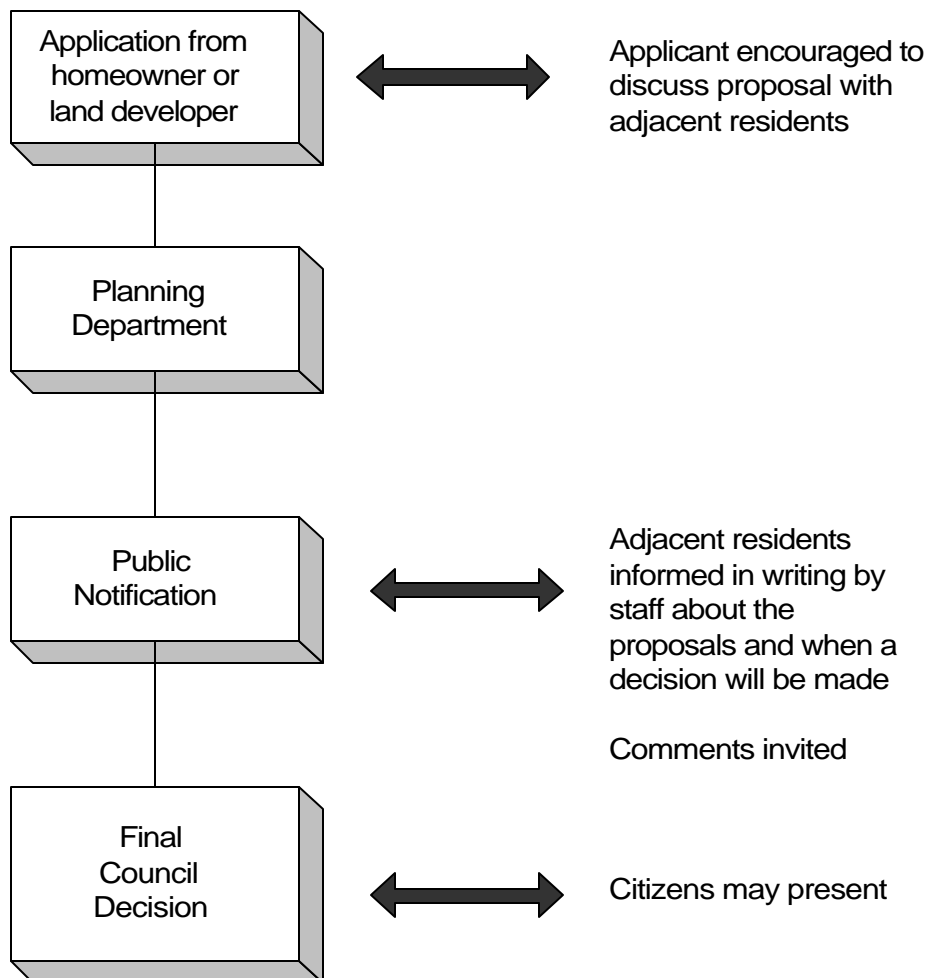 Application from
homeowner or
land developer
Applicant encouraged to
discuss proposal with
adjacent residents
Planning
Department
Public
Notification
Adjacent residents
informed in writing by
staff about the
proposals and when a
decision will be made
Comments invited
Final
Council
Decision
Citizens may present